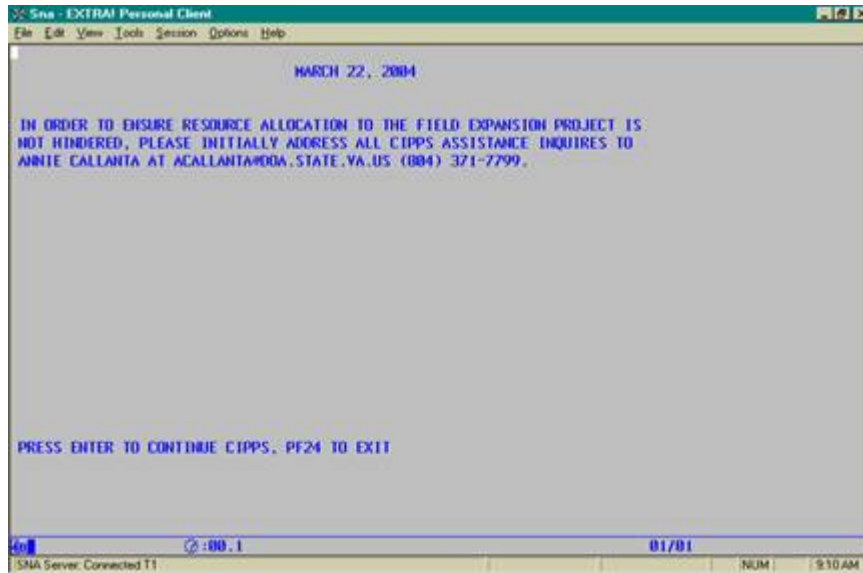 Sna - EXTRA! Personal Client
File Edit View Tools Session Options Help
MARCH 22, 2004
IN ORDER TO ENSURE RESOURCE ALLOCATION TO THE FIELD EXPANSION PROJECT IS
NOT HINDERED, PLEASE INITIALLY ADDRESS ALL CIPPS ASSISTANCE INQUIRES TO
ANNIE CALLANTA AT ACALLANTA@DOA.STATE.VA.US (804) 371-7799.
PRESS ENTER TO CONTINUE CIPPS, PF24 TO EXIT
:00.1 01/01
SNA Server: Connected T1 NUM 9:10 AM